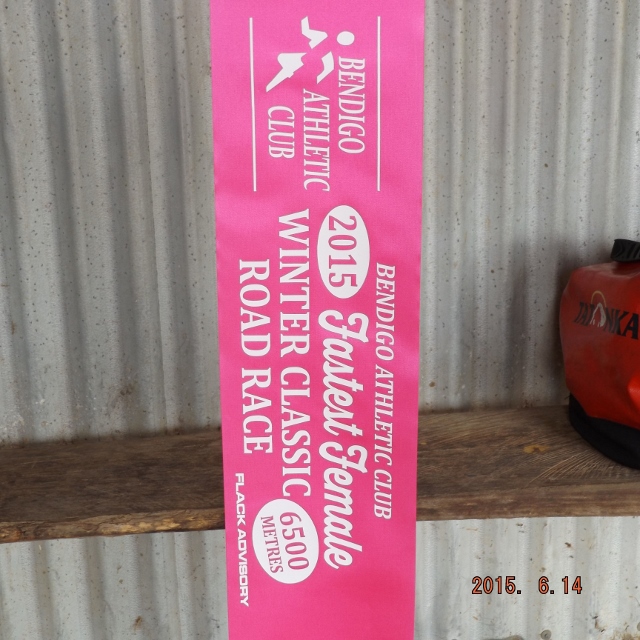 BENDIGO
ATHLETIC
CLUB
BENDIGO ATHLETIC CLUB
2015 Fastest Female
WINTER CLASSIC
6500 METRES
ROAD RACE
FLACK ADVISORY
TATONKA
2015. 6.14